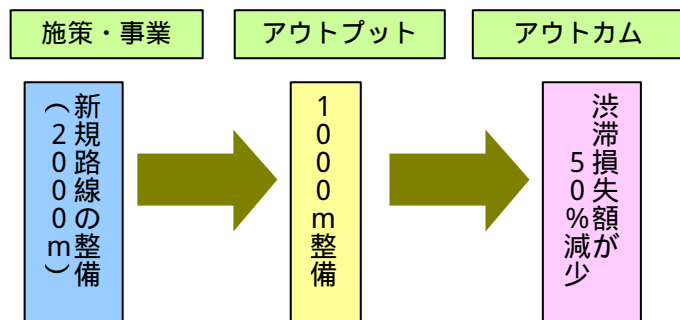 施策・事業
アウトプット
アウトカム
新規路線の整備
（２０００ｍ）
１０００ｍ整備
渋滞損失額が
５０％減少